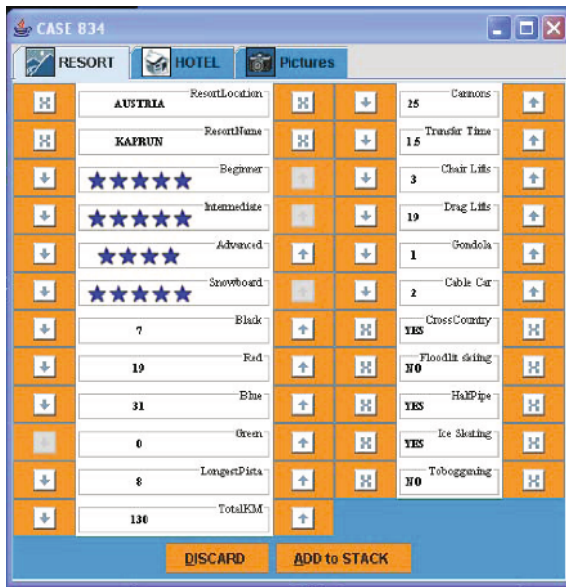 CASE 834
RESORT HOTEL Pictures
ResortLocation
AUSTRIA
ResortName
KAPRUN
Beginner
Intermediate
Advanced
Snowboard
Black
7
Red
19
Blue
31
Green
0
LongestPista
8
TotalKM
130
Cannons
25
Transfer Time
1.5
Chair Lifts
3
Drag Lifts
19
Gondola
1
Cable Car
2
CrossCountry
YES
Floodlit skiing
NO
HalfPipe
YES
Ice Skating
YES
Tobogganing
NO
DISCARD ADD to STACK